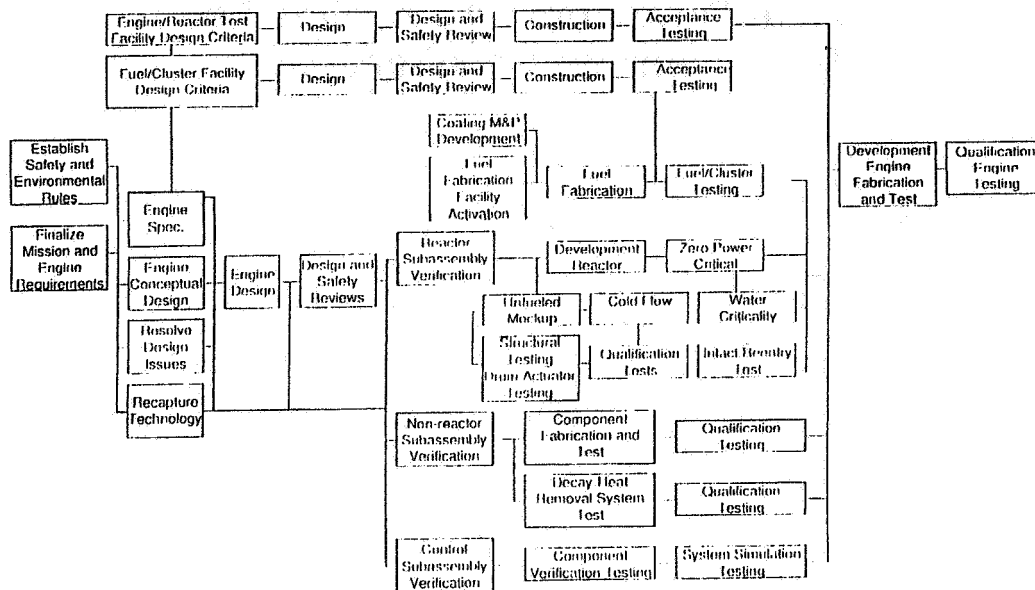 Engine/Reactor Test
Facility Design Criteria
Design
Design and
Safety Review
Construction
Acceptance
Testing
Fuel/Cluster Facility
Design Criteria
Design
Design and
Safety Review
Construction
Acceptance
Testing
Coating M&P
Development
Fuel
Fabrication
Facility
Activation
Fuel
Fabrication
Fuel/Cluster
Testing
Establish
Safety and
Environmental
Rules
Finalize
Mission and
Engine
Requirements
Engine
Spec.
Engine
Conceptual
Design
Resolve
Design
Issues
Recapture
Technology
Engine
Design
Design and
Safety
Reviews
Reactor
Subassembly
Verification
Development
Reactor
Zero Power
Critical
Unfueled
Mockup
Cold Flow
Water
Criticality
Structural
Testing
Drum Actuator
Testing
Qualification
Tests
Intact Reentry
Test
Non-reactor
Subassembly
Verification
Component
Fabrication and
Test
Qualification
Testing
Decay Heat
Removal System
Test
Qualification
Testing
Control
Subassembly
Verification
Component
Verification Testing
System Simulation
Testing
Development
Engine
Fabrication
and Test
Qualification
Engine
Testing